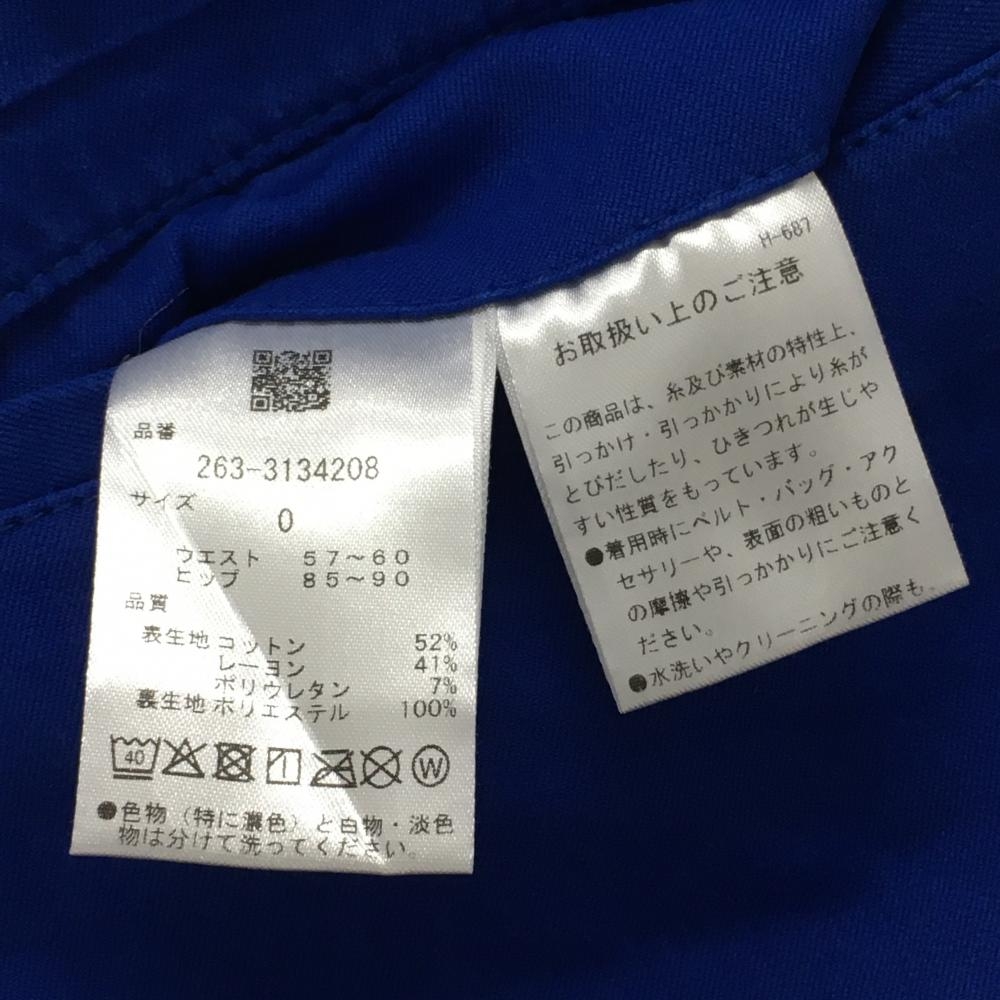 品番
263-3134208
サイズ
0
ウエスト 57～60
ヒップ 85～90
品質
表生地 コットン 52%
レーヨン 41%
ポリウレタン 7%
裏生地 ポリエステル 100%
40
W
●色物（特に濃色）と白物・淡色
物は分けて洗ってください。
H-687
お取扱い上のご注意
この商品は、糸及び素材の特性上、
引っかけ・引っかかりにより糸が
とびだしたり、ひきつれが生じや
すい性質をもっています。
●着用時にベルト・バッグ・アク
セサリーや、表面の粗いものと
の摩擦や引っかかりにご注意く
ださい。
●水洗いやクリーニングの際も、